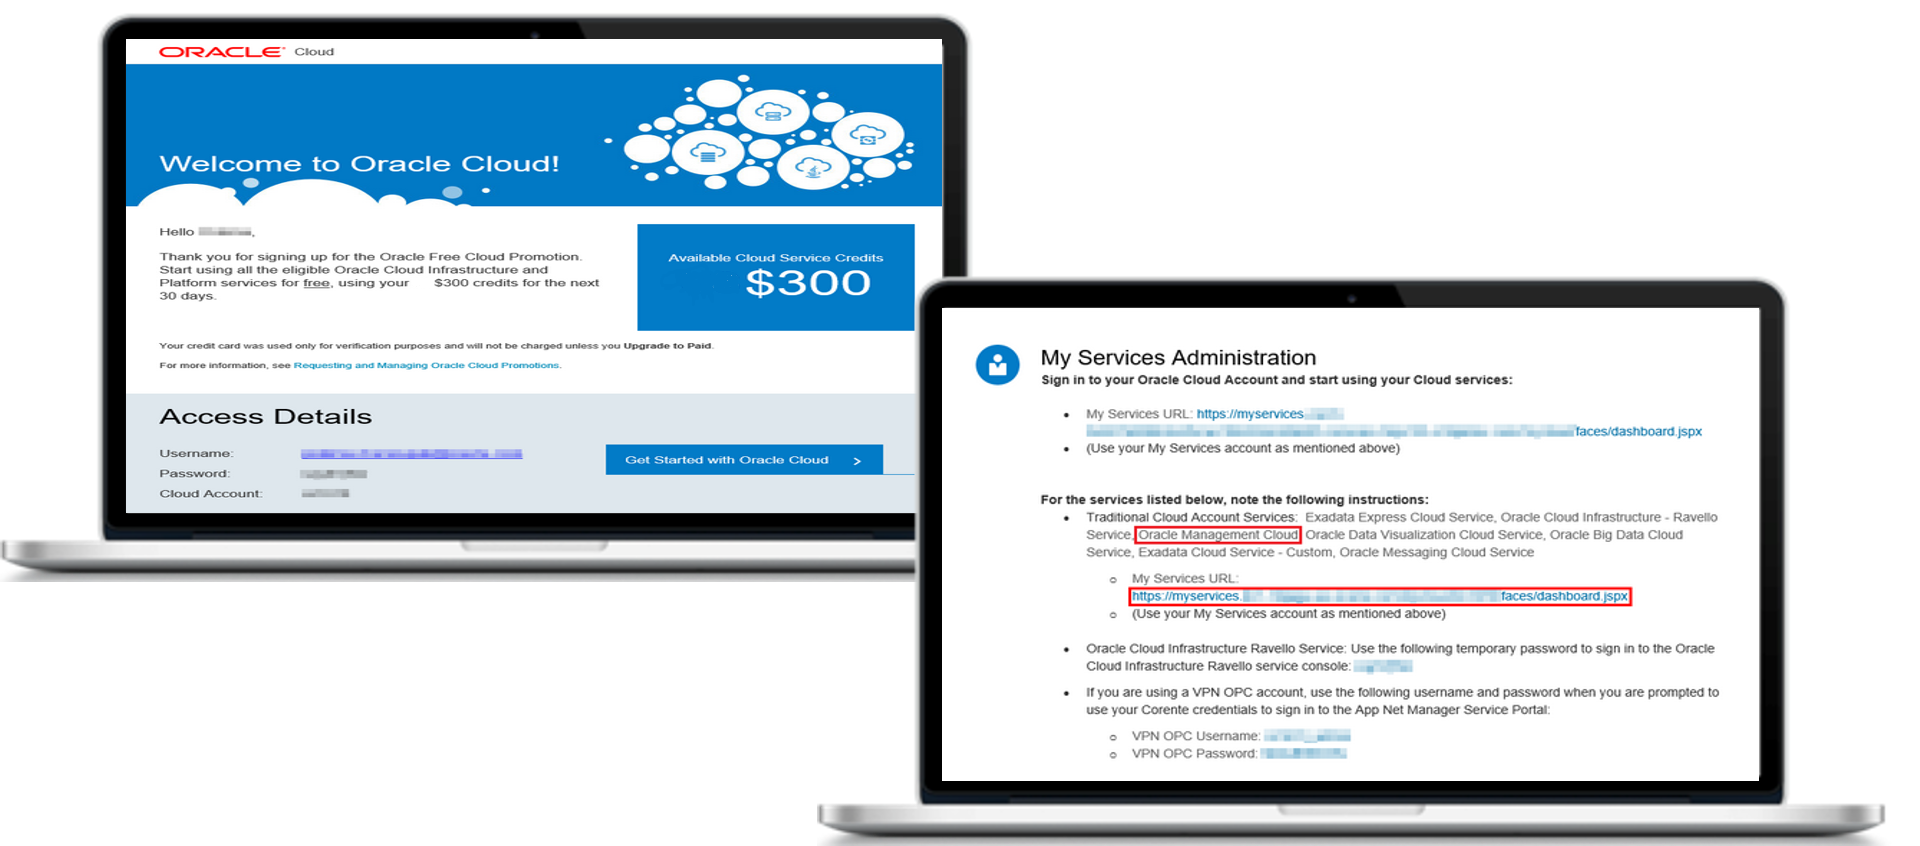 ORACLE Cloud
Welcome to Oracle Cloud!
Hello ,
Thank you for signing up for the Oracle Free Cloud Promotion.
Start using all the eligible Oracle Cloud Infrastructure and
Platform services for free, using your $300 credits for the next
30 days.
Available Cloud Service Credits
$300
Your credit card was used only for verification purposes and will not be charged unless you Upgrade to Paid.
For more information, see Requesting and Managing Oracle Cloud Promotions.
Access Details
Username:
Password:
Cloud Account:
Get Started with Oracle Cloud >
My Services Administration
Sign in to your Oracle Cloud Account and start using your Cloud services:
• My Services URL: https://myservices
faces/dashboard.jspx
• (Use your My Services account as mentioned above)
For the services listed below, note the following instructions:
• Traditional Cloud Account Services: Exadata Express Cloud Service, Oracle Cloud Infrastructure - Ravello
Service, Oracle Management Cloud Oracle Data Visualization Cloud Service, Oracle Big Data Cloud
Service, Exadata Cloud Service - Custom, Oracle Messaging Cloud Service
o My Services URL:
https://myservices. faces/dashboard.jspx
o (Use your My Services account as mentioned above)
• Oracle Cloud Infrastructure Ravello Service: Use the following temporary password to sign in to the Oracle
Cloud Infrastructure Ravello service console:
• If you are using a VPN OPC account, use the following username and password when you are prompted to
use your Corente credentials to sign in to the App Net Manager Service Portal:
o VPN OPC Username:
o VPN OPC Password: